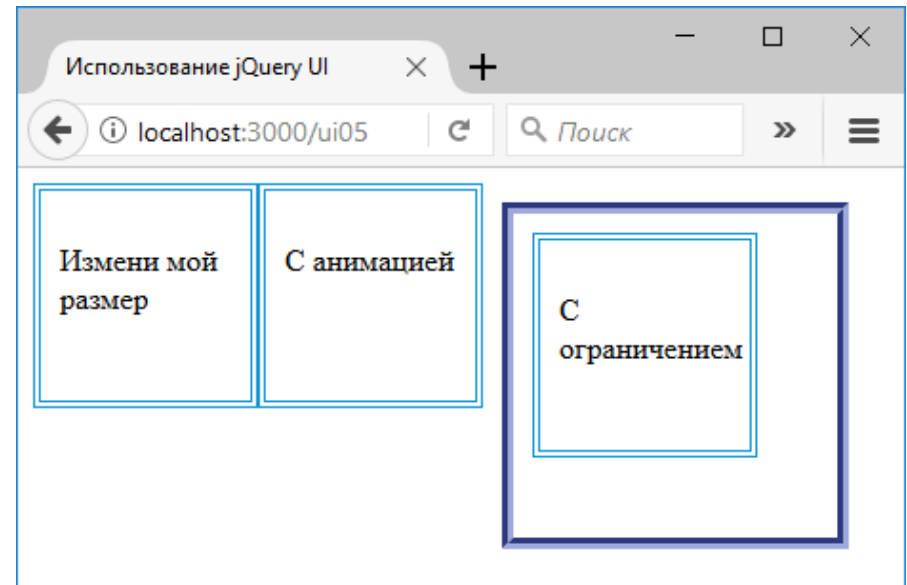 Использование jQuery UI
localhost:3000/ui05
Поиск
Измени мой
размер
С анимацией
С
ограничением